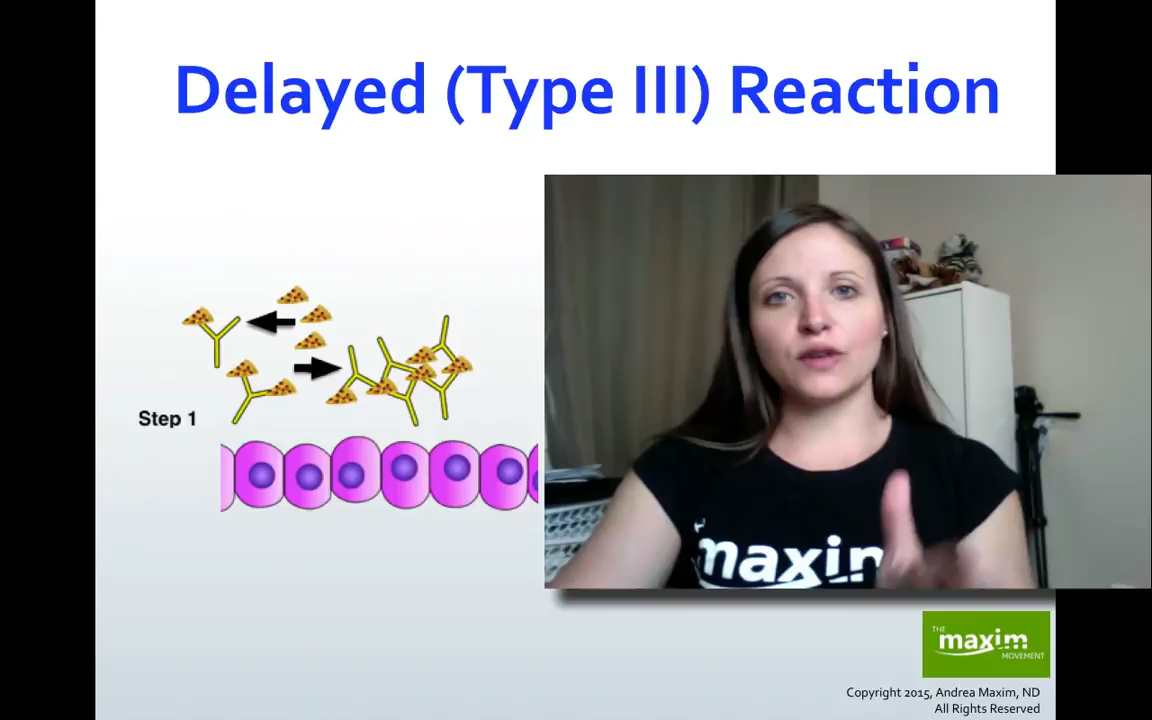 Delayed (Type III) Reaction
Step 1
maxim
THE
maxim
MOVEMENT
Copyright 2015, Andrea Maxim, ND
All Rights Reserved